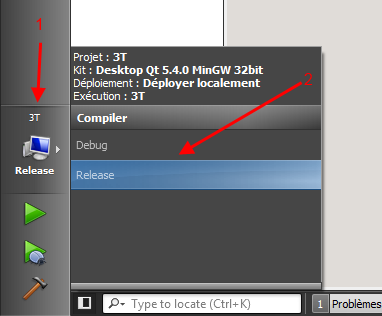 1
Projet : 3T
Kit : Desktop Qt 5.4.0 MinGW 32bit
Déploiement : Déployer localement
Exécution : 3T
2
3T
Compiler
Debug
Release
Release
Type to locate (Ctrl+K)
1 Problèmes